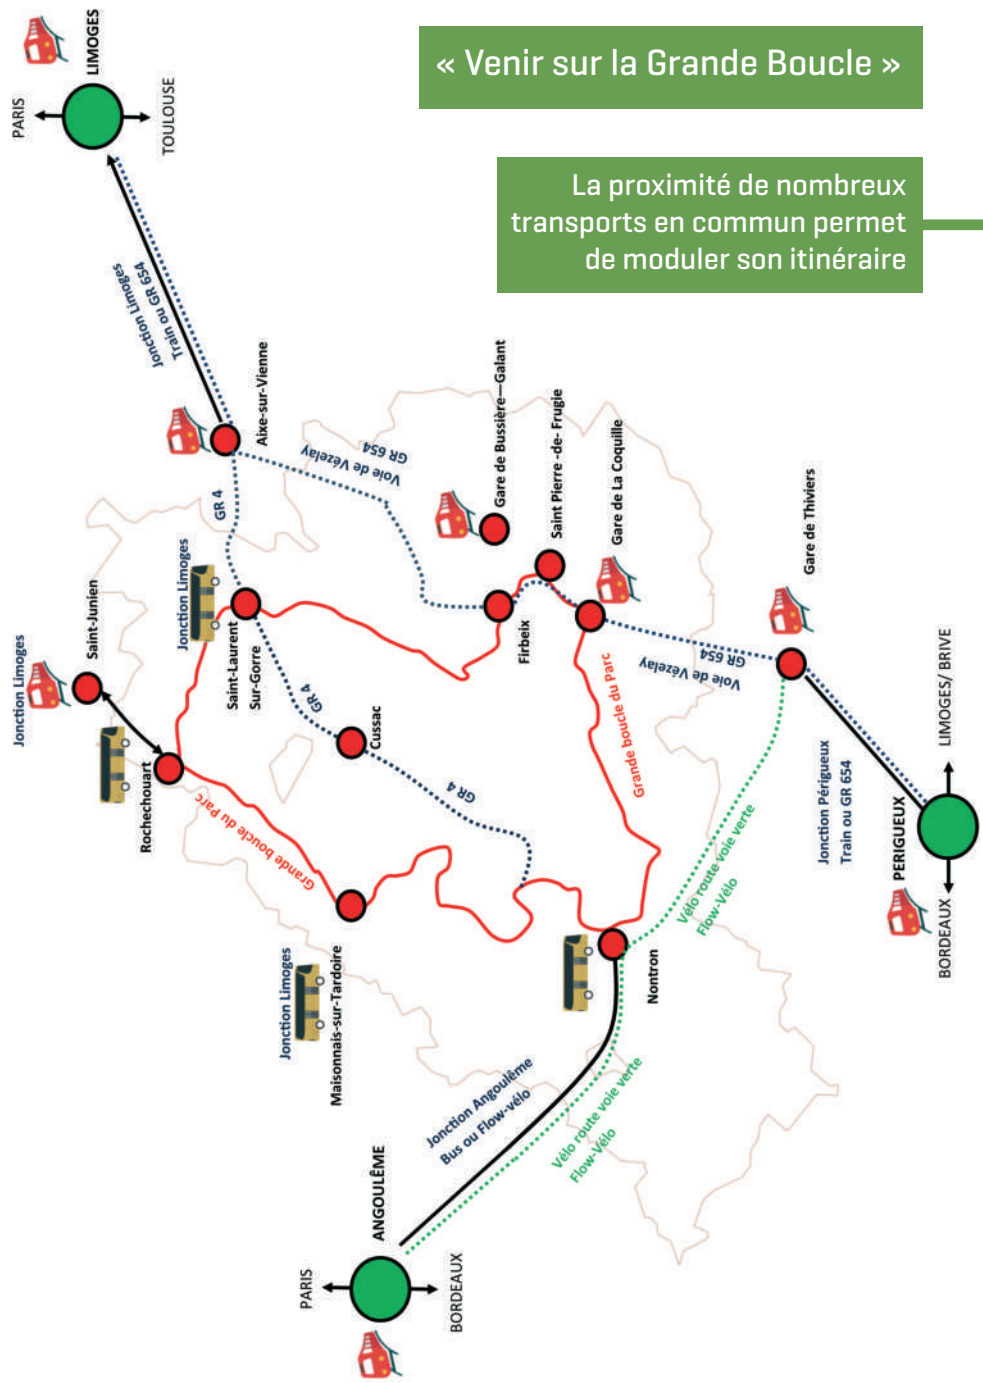 « Venir sur la Grande Boucle »
La proximité de nombreux
transports en commun permet
de moduler son itinéraire
LIMOGES
PARIS
TOULOUSE
Jonction Limoges
Train ou GR 654
Aixe-sur-Vienne
GR 4
Voie de Vézelay
GR 654
Gare de Bussière—Galant
Saint Pierre -de- Frugie
Gare de La Coquille
Firbeix
Jonction Limoges
Saint-Laurent
Sur-Gorre
Jonction Limoges
Saint-Junien
Rochechouart
GR 4
Cussac
GR 4
Grande boucle du Parc
Grande boucle du Parc
Jonction Limoges
Maisonnais-sur-Tardoire
Nontron
Voie de Vézelay
GR 654
Gare de Thiviers
Vélo route voie verte
Flow-Vélo
Jonction Périgueux
Train ou GR 654
PERIGUEUX
LIMOGES/ BRIVE
BORDEAUX
Jonction Angoulême
Bus ou Flow-vélo
Vélo route voie verte
Flow-Vélo
ANGOULÊME
PARIS
BORDEAUX